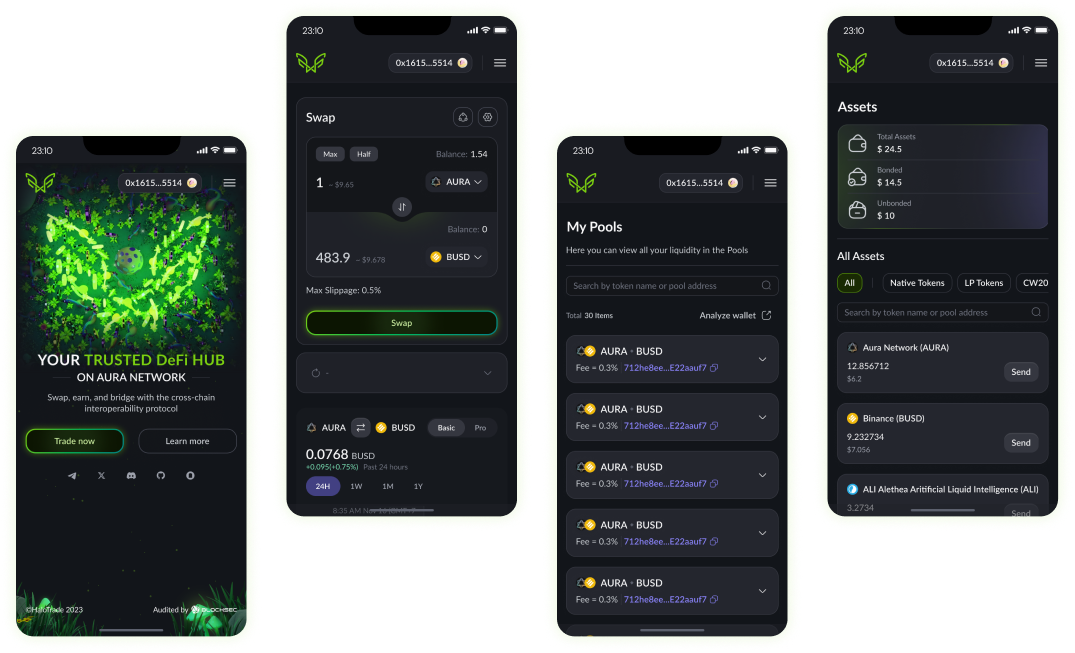 23:10
0x1615...5514
YOUR TRUSTED DeFi HUB
ON AURA NETWORK
Swap, earn, and bridge with the cross-chain
interoperability protocol
Trade now
Learn more
©HaloTrade 2023
Audited by BLOCHSEC
23:10
0x1615...5514
Swap
Max Half Balance: 1.54
1 ~ $9.65 AURA
Balance: 0
483.9 ~ $9.678 BUSD
Max Slippage: 0.5%
Swap
-
AURA BUSD Basic Pro
0.0768 BUSD
+0.095(+0.75%) Past 24 hours
24H 1W 1M 1Y
23:10
0x1615...5514
My Pools
Here you can view all your liquidity in the Pools
Search by token name or pool address
Total 30 Items Analyze wallet
AURA • BUSD
Fee = 0.3% 712he8ee...E22aauf7
AURA • BUSD
Fee = 0.3% 712he8ee...E22aauf7
AURA • BUSD
Fee = 0.3% 712he8ee...E22aauf7
AURA • BUSD
Fee = 0.3% 712he8ee...E22aauf7
AURA • BUSD
Fee = 0.3% 712he8ee...E22aauf7
23:10
0x1615...5514
Assets
Total Assets
$ 24.5
Bonded
$ 14.5
Unbonded
$ 10
All Assets
All Native Tokens LP Tokens CW20
Search by token name or pool address
Aura Network (AURA)
12.856712
$6.2
Send
Binance (BUSD)
9.232734
$7.056
Send
ALI Alethea Aritificial Liquid Intelligence (ALI)
3.2734
Send